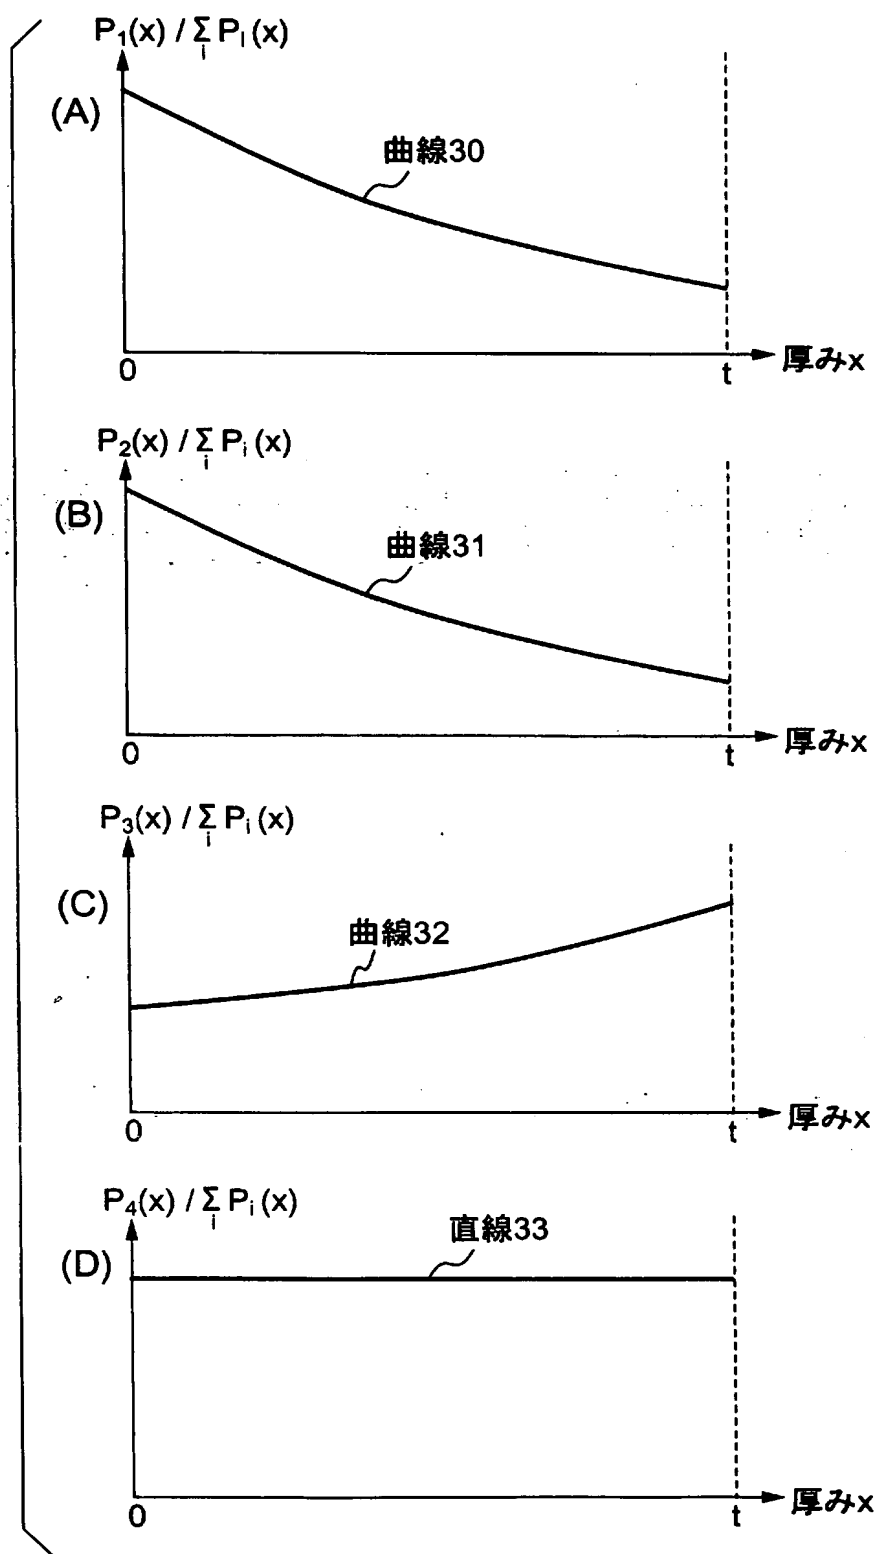 P₁(x) / Σᵢ Pₗ(x)
(A)
曲線30
0
t
厚みx
P₂(x) / Σᵢ Pᵢ(x)
(B)
曲線31
0
t
厚みx
P₃(x) / Σᵢ Pᵢ(x)
(C)
曲線32
0
t
厚みx
P₄(x) / Σᵢ Pᵢ(x)
(D)
直線33
0
t
厚みx